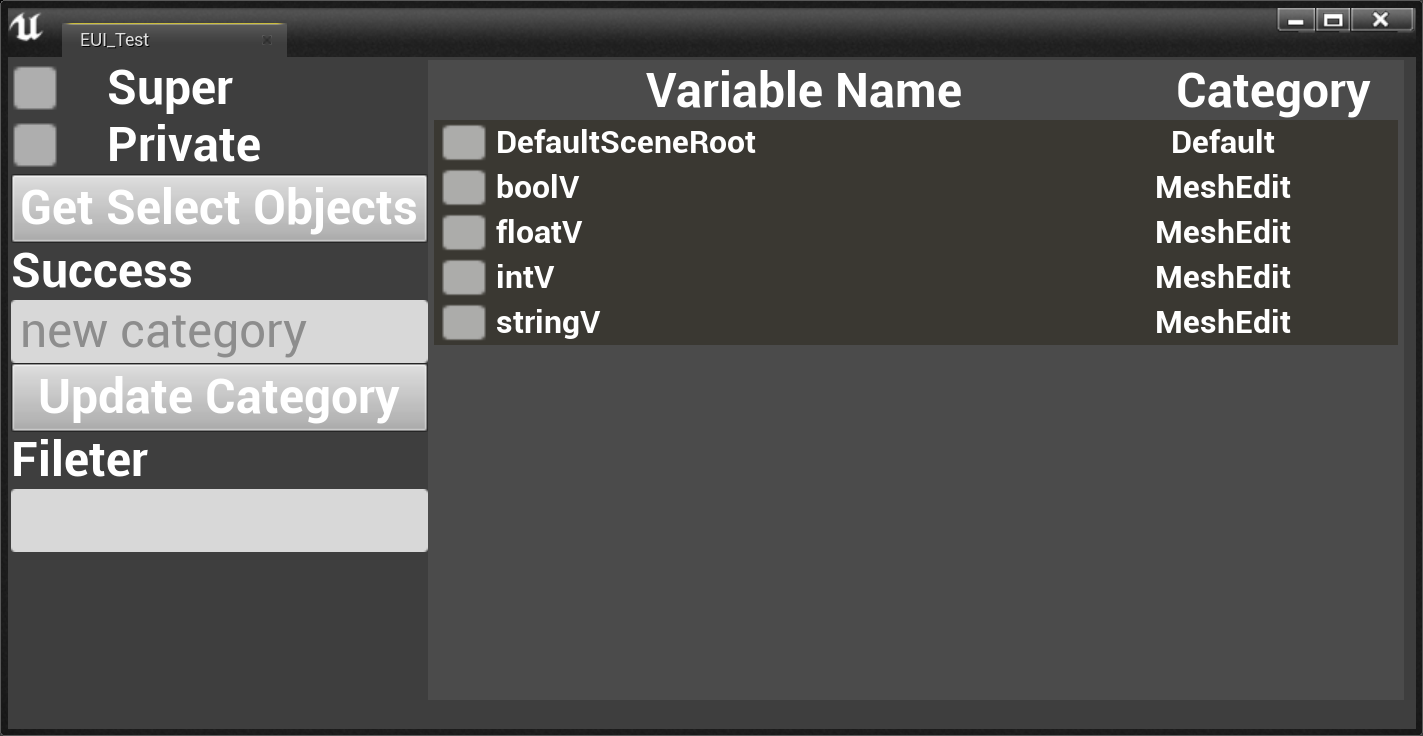 EUI_Test
Super
Private
Get Select Objects
Success
new category
Update Category
Fileter
Variable Name Category
DefaultSceneRoot Default
boolV MeshEdit
floatV MeshEdit
intV MeshEdit
stringV MeshEdit